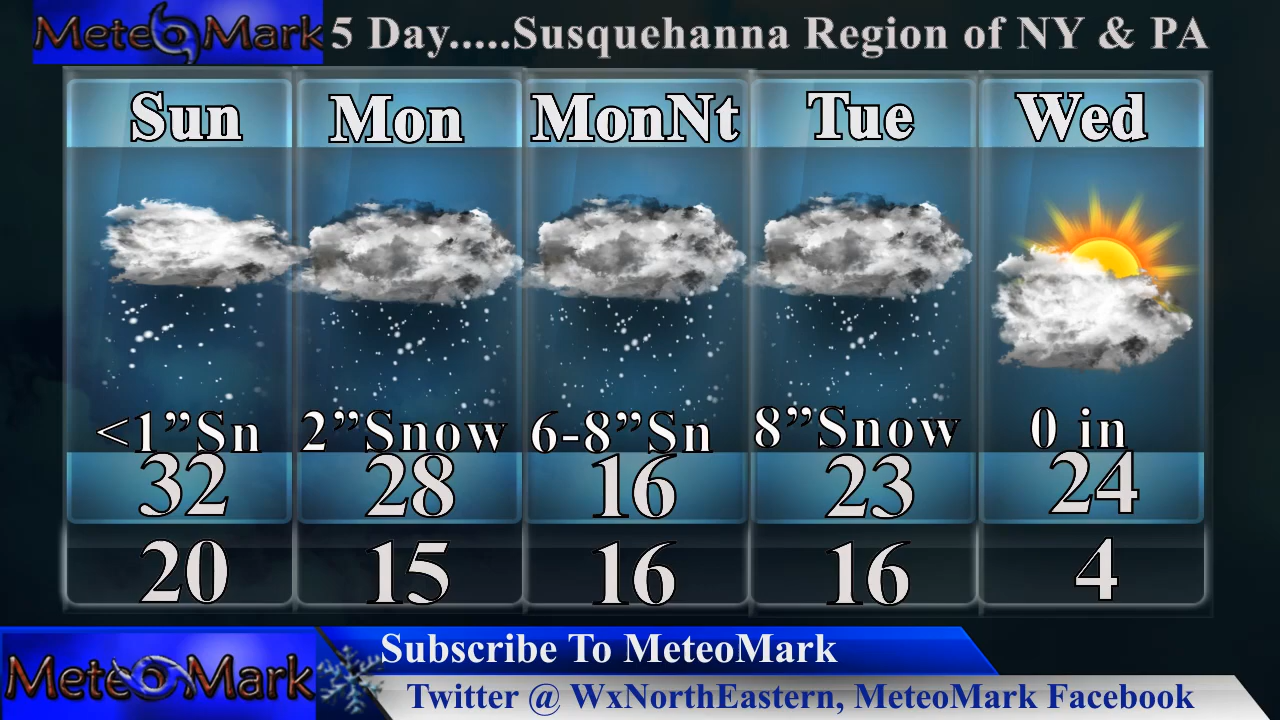 MeteoMark 5 Day.....Susquehanna Region of NY & PA
Sun Mon MonNt Tue Wed
<1”Sn 2”Snow 6-8”Sn 8”Snow 0 in
32 28 16 23 24
20 15 16 16 4
MeteoMark Subscribe To MeteoMark
Twitter @ WxNorthEastern, MeteoMark Facebook